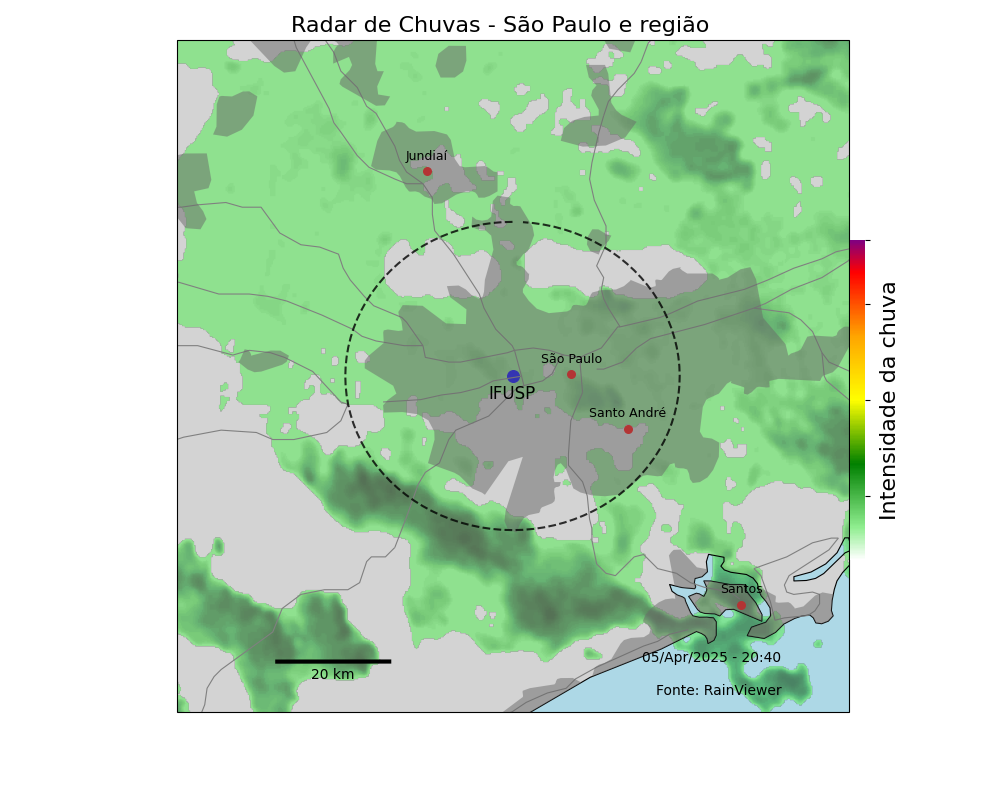 Radar de Chuvas - São Paulo e região
Jundiaí
São Paulo
IFUSP
Santo André
Intensidade da chuva
Santos
05/Apr/2025 - 20:40
20 km
Fonte: RainViewer